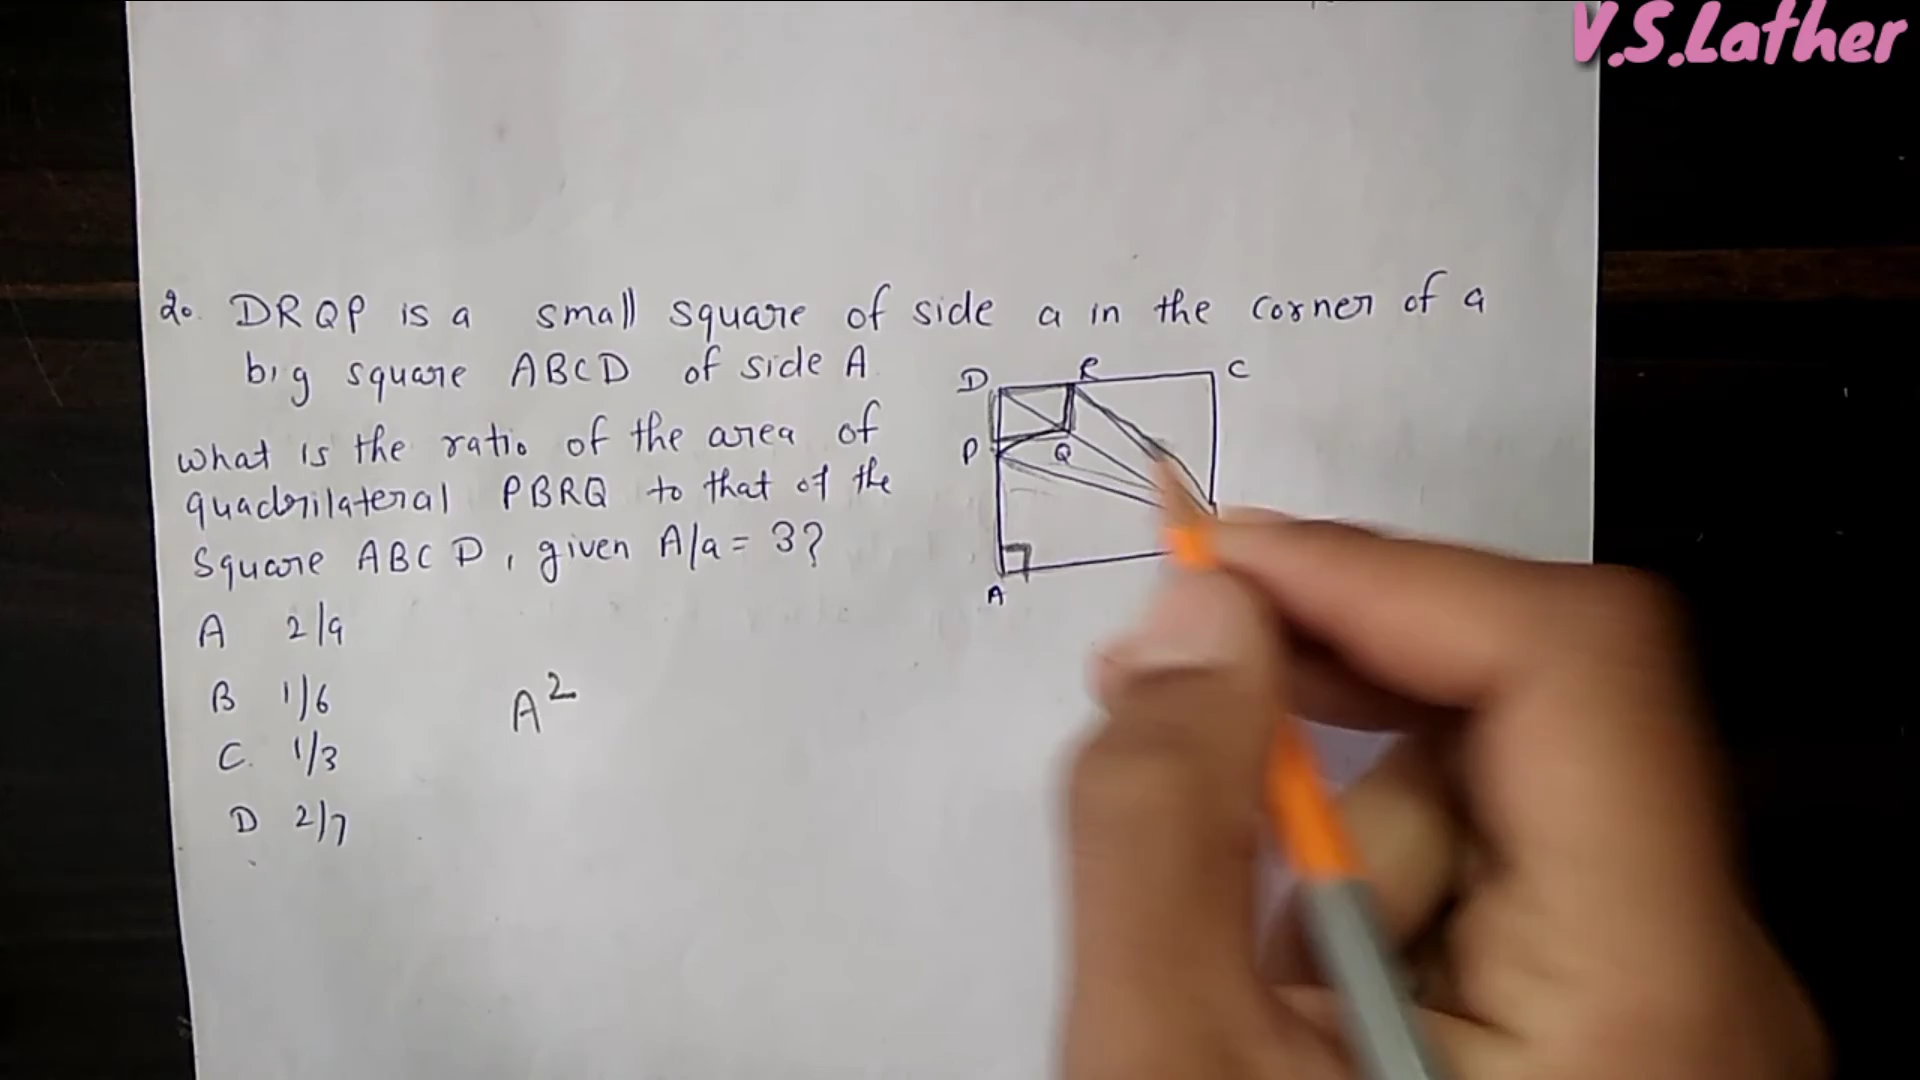 V.S.Lather
20. DRQP is a small square of side a in the corner of a
big square ABCD of side A
what is the ratio of the area of
quadrilateral PBRQ to that of the
Square ABCD, given A/a = 3?
A 2/9
B 1/6
C. 1/3
D 2/7
A²
D R C
P Q
A